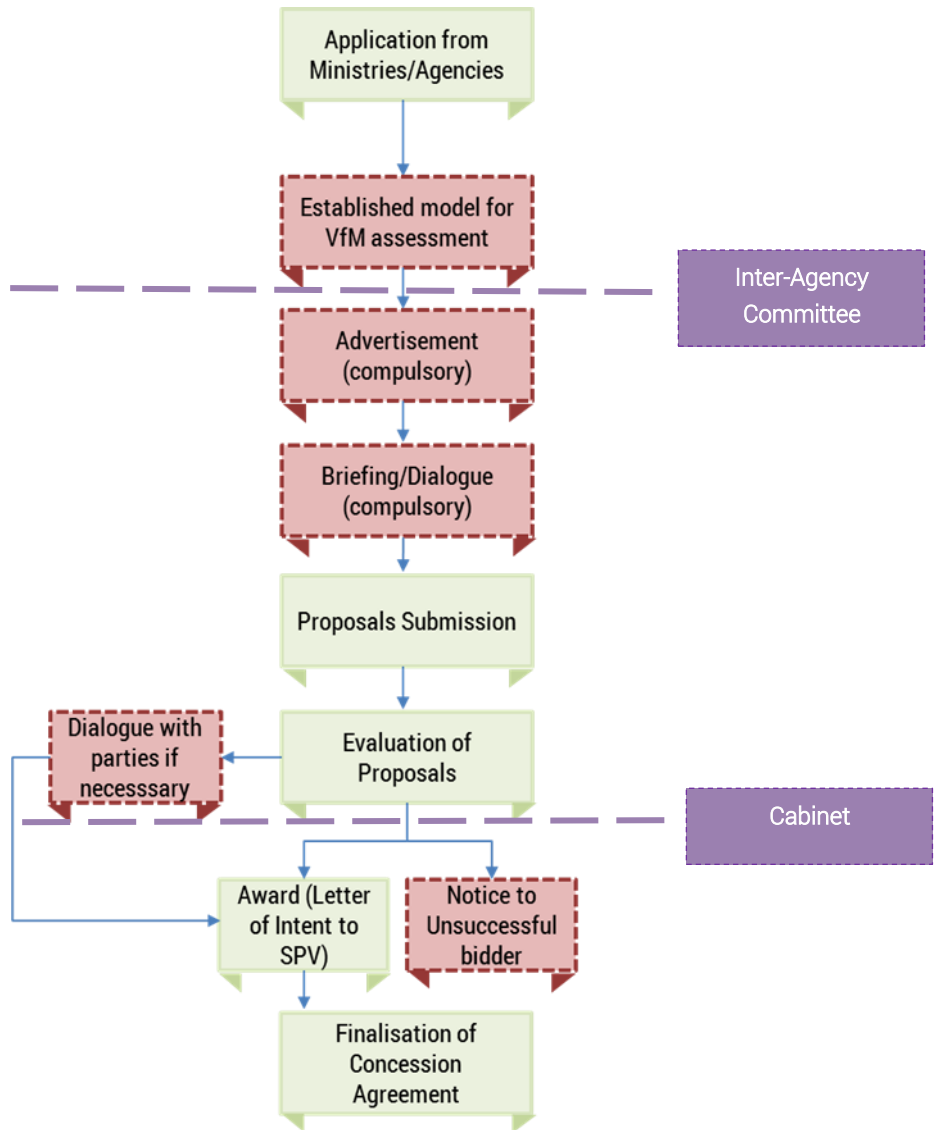 Application from
Ministries/Agencies
Established model for
VfM assessment
Inter-Agency
Committee
Advertisement
(compulsory)
Briefing/Dialogue
(compulsory)
Proposals Submission
Dialogue with
parties if
necesssary
Evaluation of
Proposals
Cabinet
Award (Letter
of Intent to
SPV)
Notice to
Unsuccessful
bidder
Finalisation of
Concession
Agreement